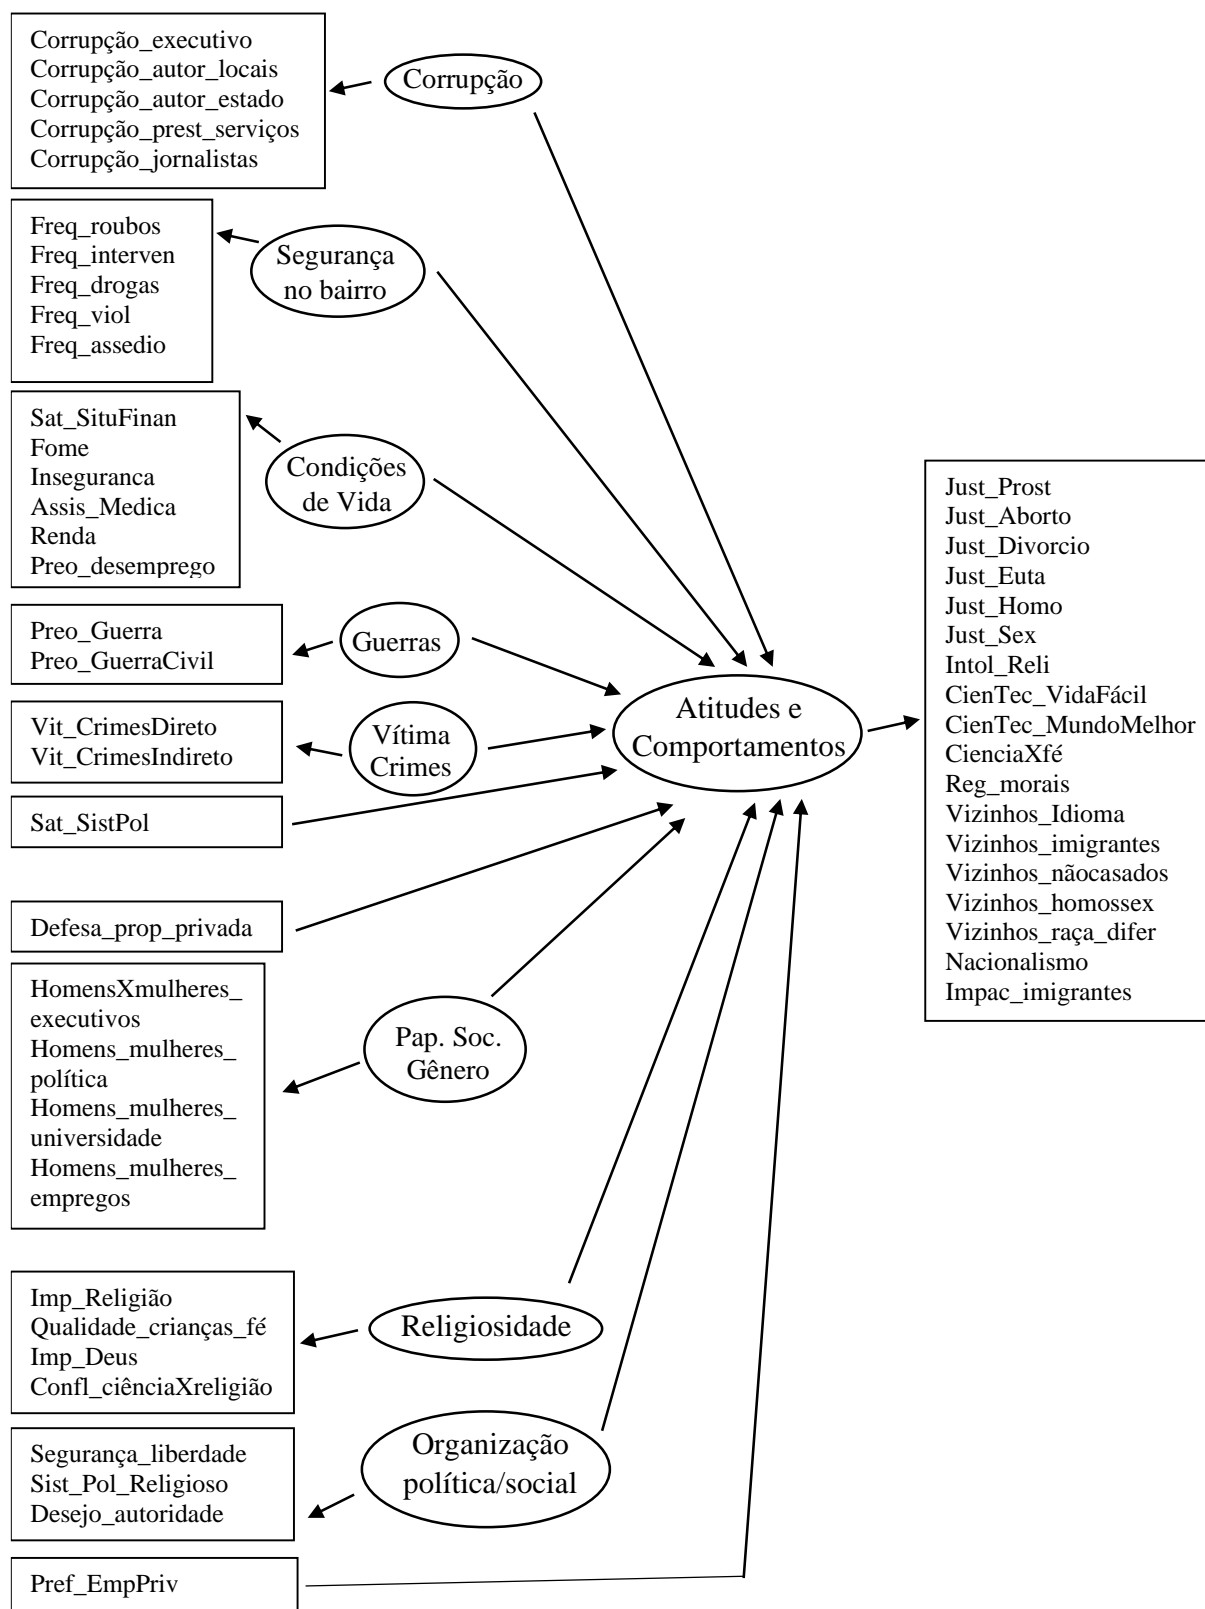 Corrupção_executivo
Corrupção_autor_locais
Corrupção_autor_estado
Corrupção_prest_serviços
Corrupção_jornalistas
Corrupção
Freq_roubos
Freq_interven
Freq_drogas
Freq_viol
Freq_assedio
Segurança
no bairro
Sat_SituFinan
Fome
Inseguranca
Assis_Medica
Renda
Preo_desemprego
Condições
de Vida
Preo_Guerra
Preo_GuerraCivil
Guerras
Vit_CrimesDireto
Vit_CrimesIndireto
Vítima
Crimes
Sat_SistPol
Defesa_prop_privada
HomensXmulheres_
executivos
Homens_mulheres_
política
Homens_mulheres_
universidade
Homens_mulheres_
empregos
Pap. Soc.
Gênero
Imp_Religião
Qualidade_crianças_fé
Imp_Deus
Confl_ciênciaXreligião
Religiosidade
Segurança_liberdade
Sist_Pol_Religioso
Desejo_autoridade
Organização
política/social
Pref_EmpPriv
Atitudes e
Comportamentos
Just_Prost
Just_Aborto
Just_Divorcio
Just_Euta
Just_Homo
Just_Sex
Intol_Reli
CienTec_VidaFácil
CienTec_MundoMelhor
CienciaXfé
Reg_morais
Vizinhos_Idioma
Vizinhos_imigrantes
Vizinhos_nãocasados
Vizinhos_homossex
Vizinhos_raça_difer
Nacionalismo
Impac_imigrantes